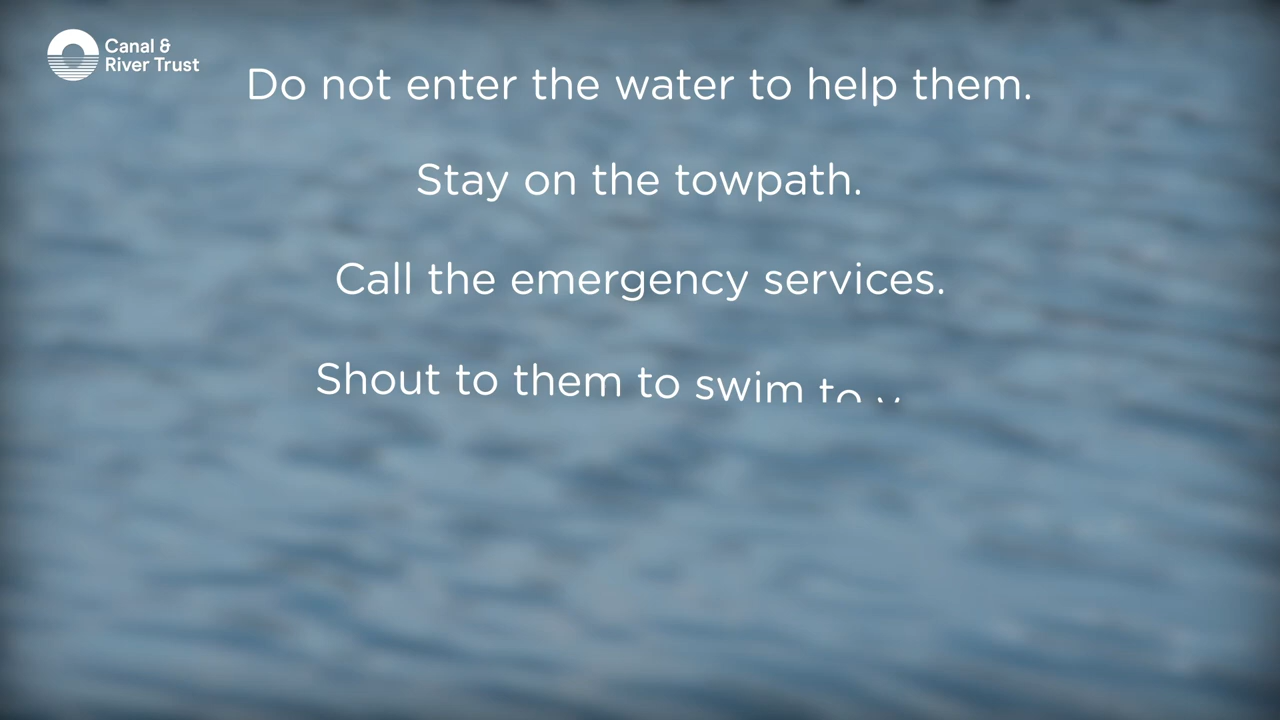 Canal &
River Trust
Do not enter the water to help them.
Stay on the towpath.
Call the emergency services.
Shout to them to swim to